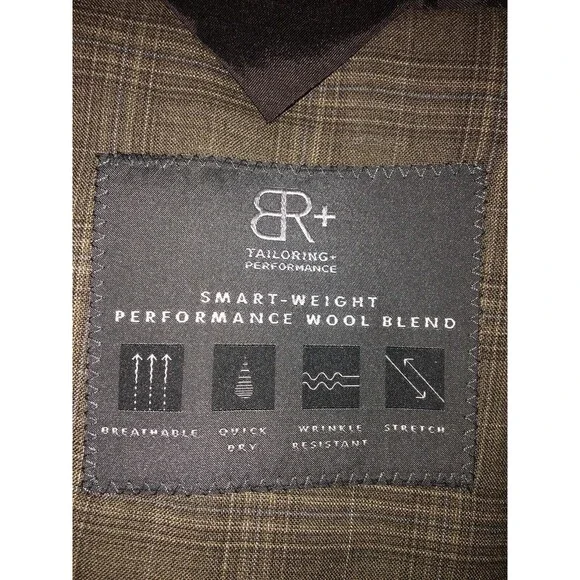 BR+
TAILORING+
PERFORMANCE
SMART-WEIGHT
PERFORMANCE WOOL BLEND
BREATHABLE
QUICK
DRY
WRINKLE
RESISTANT
STRETCH